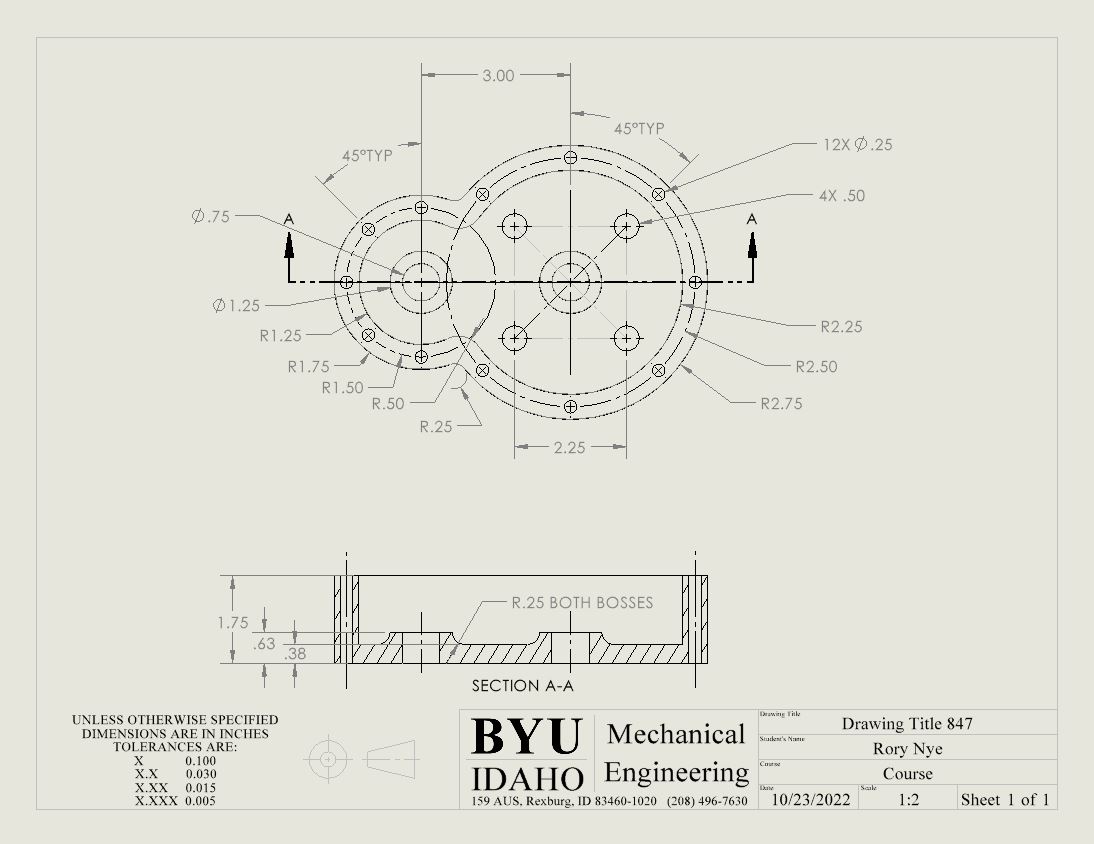 3.00
45°TYP
45°TYP
12X Ø.25
4X .50
Ø.75
A
A
Ø1.25
R1.25
R1.75
R1.50
R.50
R.25
R2.25
R2.50
R2.75
2.25
R.25 BOTH BOSSES
1.75
.63
.38
SECTION A-A
UNLESS OTHERWISE SPECIFIED
DIMENSIONS ARE IN INCHES
TOLERANCES ARE:
X 0.100
X.X 0.030
X.XX 0.015
X.XXX 0.005
BYU
IDAHO
Mechanical
Engineering
159 AUS, Rexburg, ID 83460-1020 (208) 496-7630
Drawing Title
Drawing Title 847
Student's Name
Rory Nye
Course
Course
Date
10/23/2022
Scale
1:2
Sheet 1 of 1